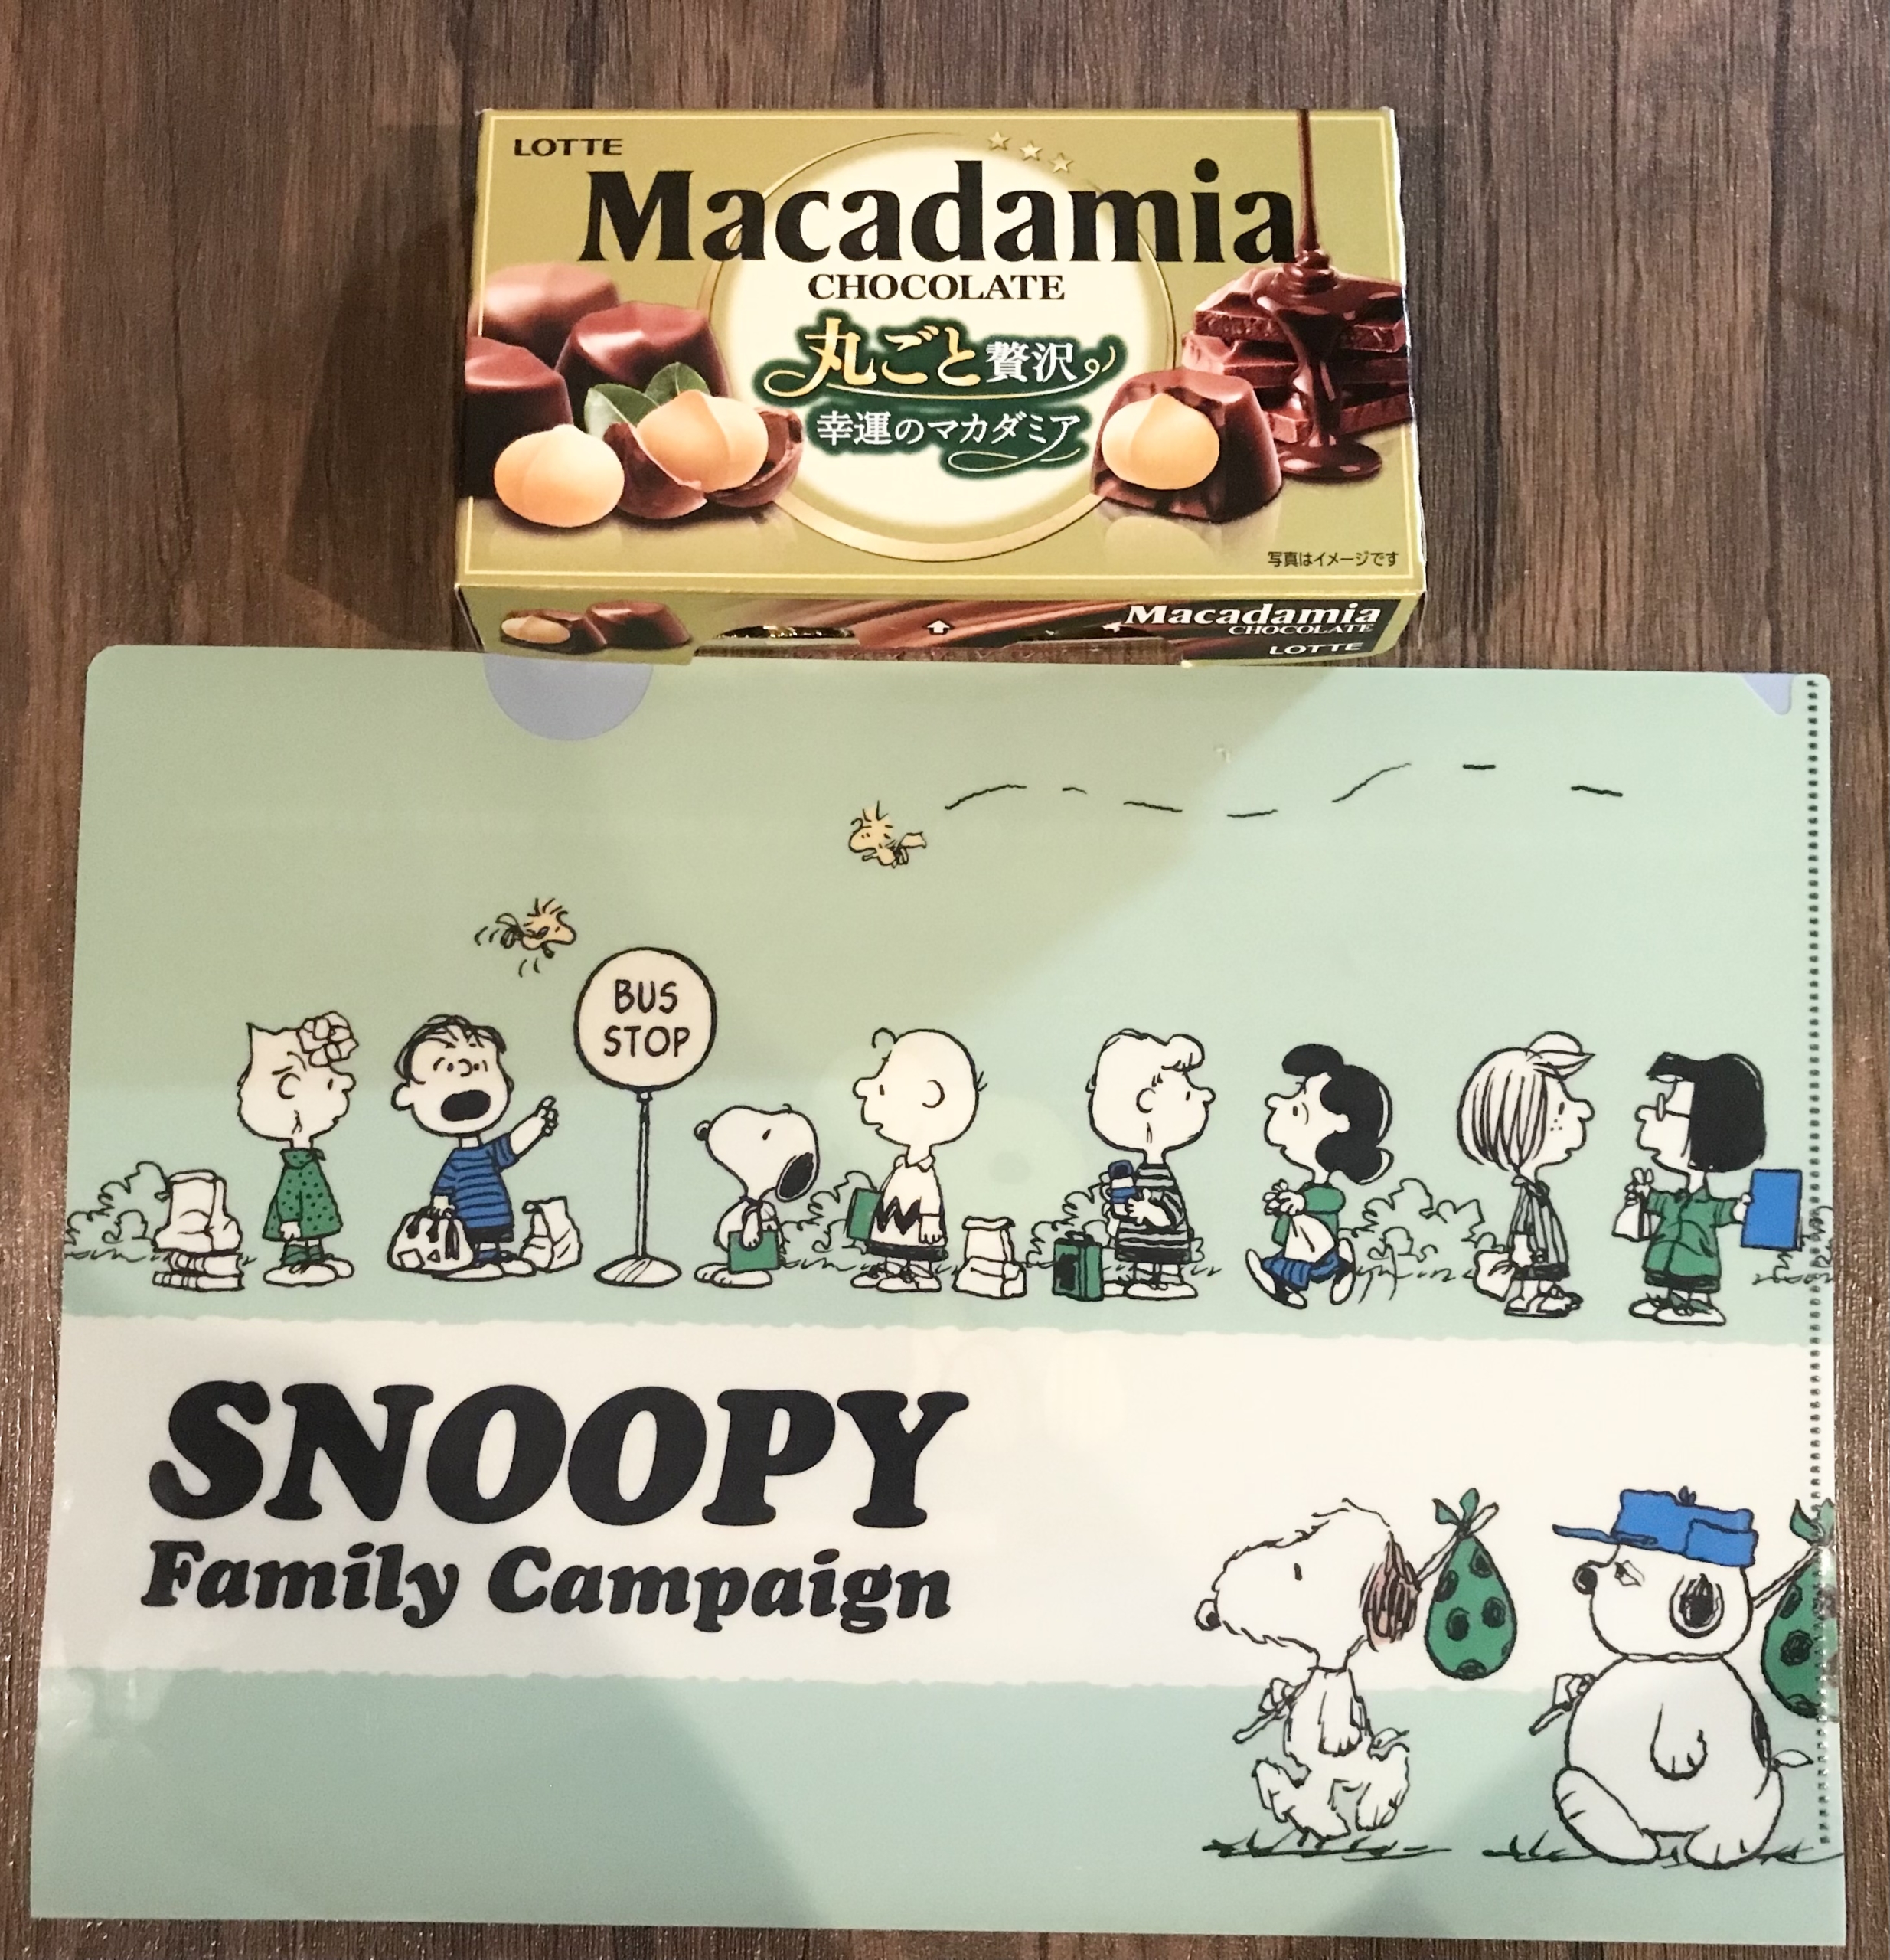 LOTTE
Macadamia
CHOCOLATE
丸ごと贅沢。
幸運のマカダミア
写真はイメージです
Macadamia
CHOCOLATE
LOTTE
BUS
STOP
SNOOPY
Family Campaign